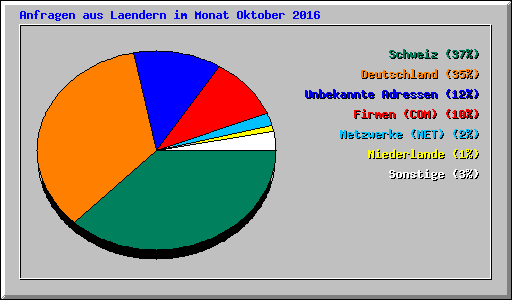 Anfragen aus Laendern im Monat Oktober 2016
Schweiz (37%)
Deutschland (35%)
Unbekannte Adressen (12%)
Firmen (COM) (10%)
Netzwerke (NET) (2%)
Niederlande (1%)
Sonstige (3%)